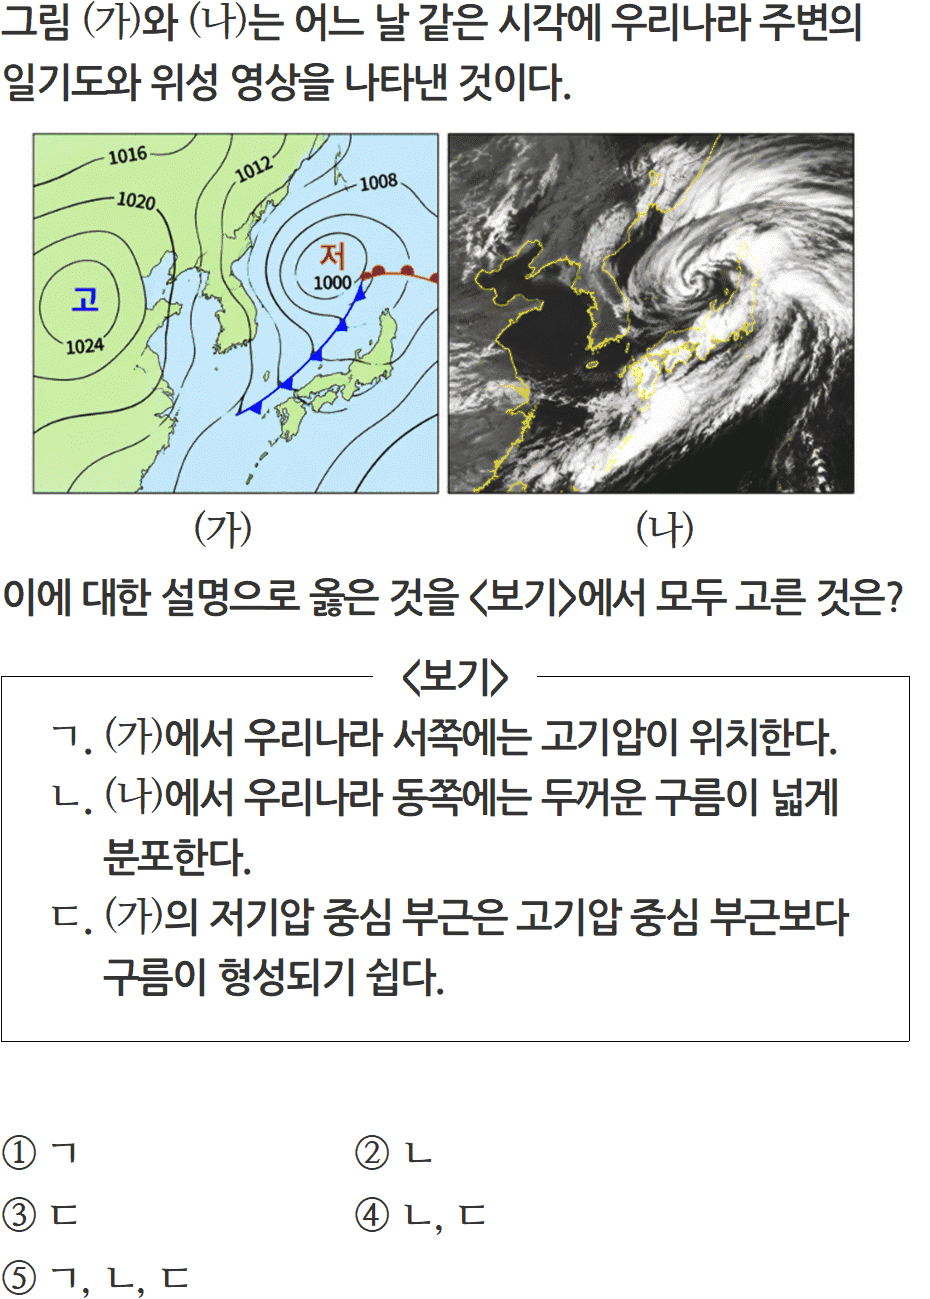 그림 (가)와 (나)는 어느 날 같은 시각에 우리나라 주변의
일기도와 위성 영상을 나타낸 것이다.
1016
1012
1008
1020
저
1000
고
1024
(가)
(나)
이에 대한 설명으로 옳은 것을 <보기>에서 모두 고른 것은?
<보기>
ㄱ. (가)에서 우리나라 서쪽에는 고기압이 위치한다.
ㄴ. (나)에서 우리나라 동쪽에는 두꺼운 구름이 넓게
분포한다.
ㄷ. (가)의 저기압 중심 부근은 고기압 중심 부근보다
구름이 형성되기 쉽다.
① ㄱ
② ㄴ
③ ㄷ
④ ㄴ, ㄷ
⑤ ㄱ, ㄴ, ㄷ